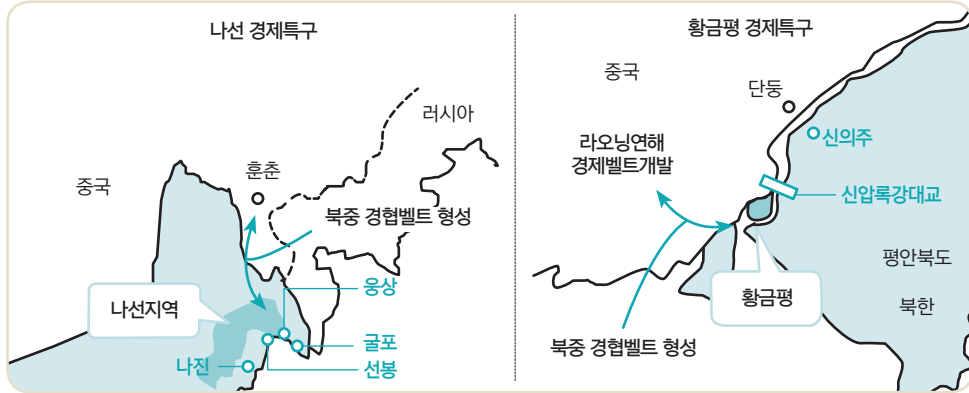 나선 경제특구
러시아
훈춘
중국
북중 경협벨트 형성
웅상
나선지역
굴포
나진
선봉
황금평 경제특구
중국
단둥
신의주
라오닝연해
경제벨트개발
신압록강대교
평안북도
황금평
북한
북중 경협벨트 형성